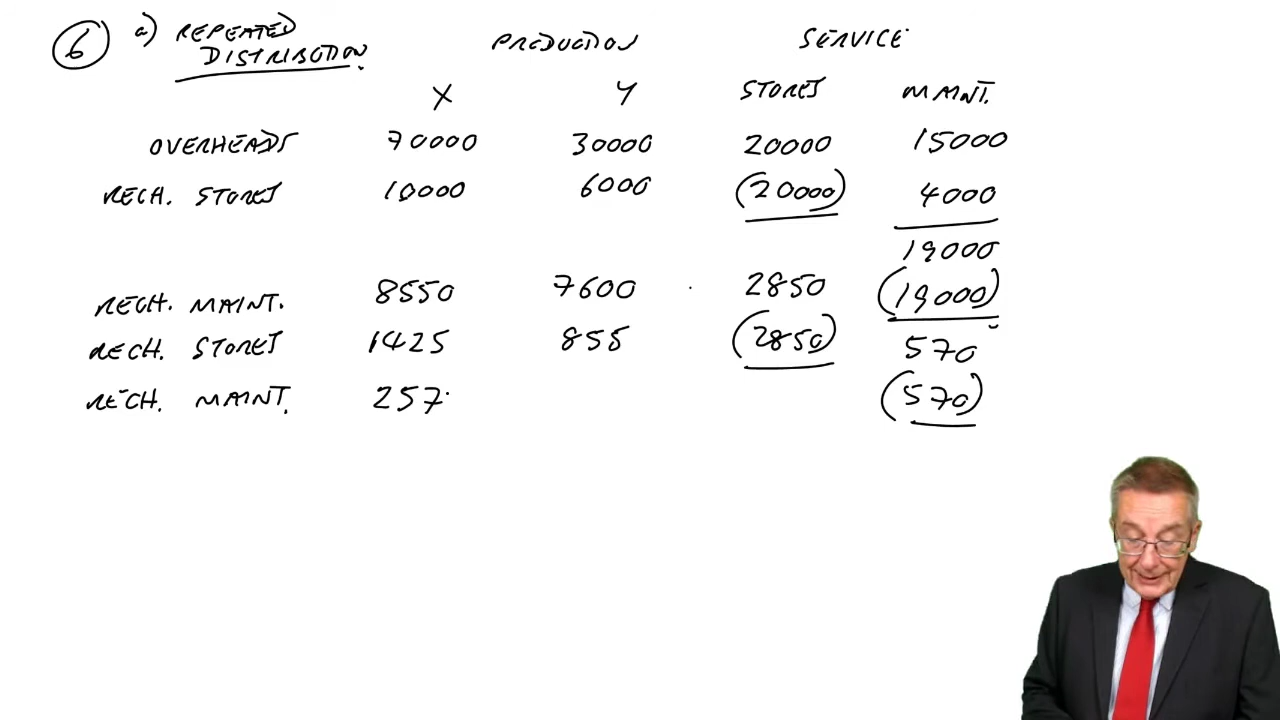 6 a) REPEATED DISTRIBUTION
PRODUCTION SERVICE
X Y STORES MAINT.
OVERHEADS 70000 30000 20000 15000
RECH. STORES 10000 6000 (20000) 4000
19000
RECH. MAINT. 8550 7600 2850 (19000)
RECH. STORES 1425 855 (2850) 570
RECH. MAINT. 257 (570)